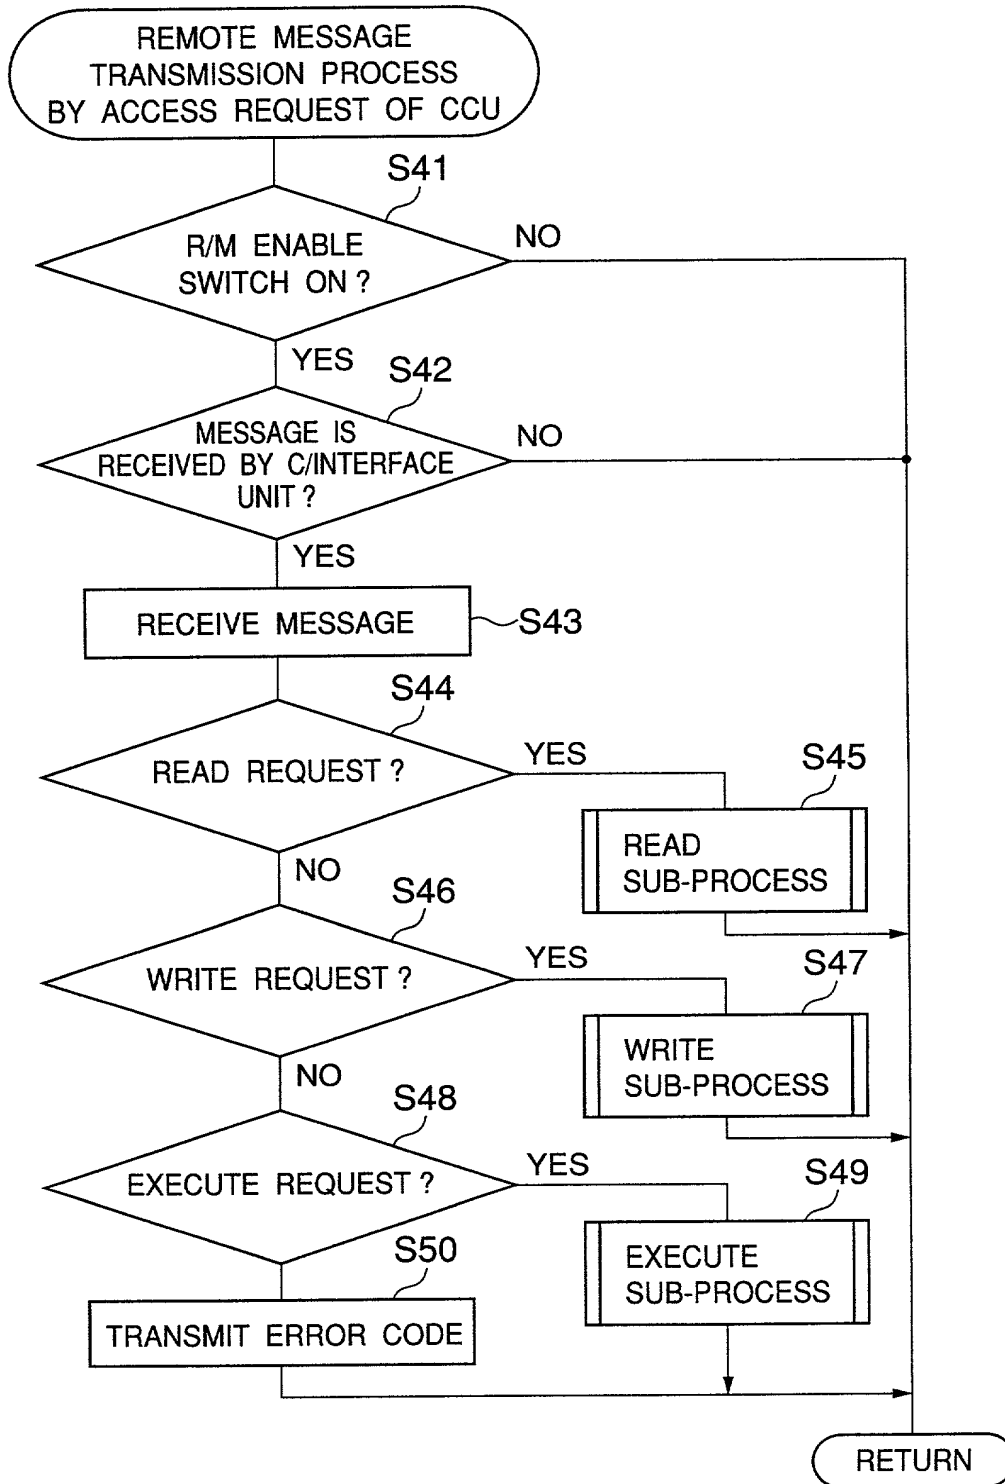 REMOTE MESSAGE
TRANSMISSION PROCESS
BY ACCESS REQUEST OF CCU
S41
R/M ENABLE
SWITCH ON ?
NO
YES
S42
MESSAGE IS
RECEIVED BY C/INTERFACE
UNIT ?
NO
YES
RECEIVE MESSAGE
S43
S44
READ REQUEST ?
YES
S45
READ
SUB-PROCESS
NO
S46
WRITE REQUEST ?
YES
S47
WRITE
SUB-PROCESS
NO
S48
EXECUTE REQUEST ?
YES
S49
EXECUTE
SUB-PROCESS
S50
TRANSMIT ERROR CODE
RETURN